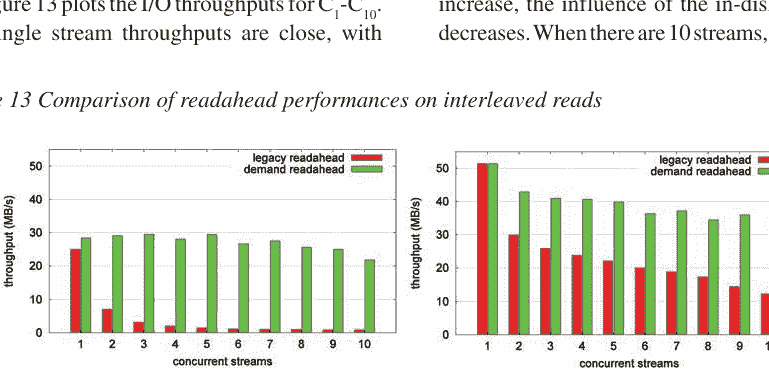 gure 13 plots the I/O throughputs for C1-C10.
ngle stream throughputs are close, with
increase, the influence of the in-dis
decreases. When there are 10 streams,
e 13 Comparison of readahead performances on interleaved reads
legacy readahead
demand readahead
throughput (MB/s)
50
40
30
20
10
0
1 2 3 4 5 6 7 8 9 10
concurrent streams
legacy readahead
demand readahead
throughput (MB/s)
50
40
30
20
10
0
1 2 3 4 5 6 7 8 9 1
concurrent streams